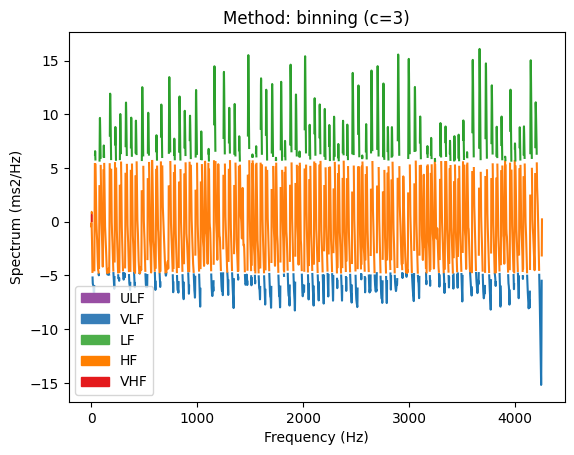 Method: binning (c=3)
Spectrum (ms2/Hz)
15
10
5
0
−5
−10
−15
ULF
VLF
LF
HF
VHF
0
1000
2000
3000
4000
Frequency (Hz)